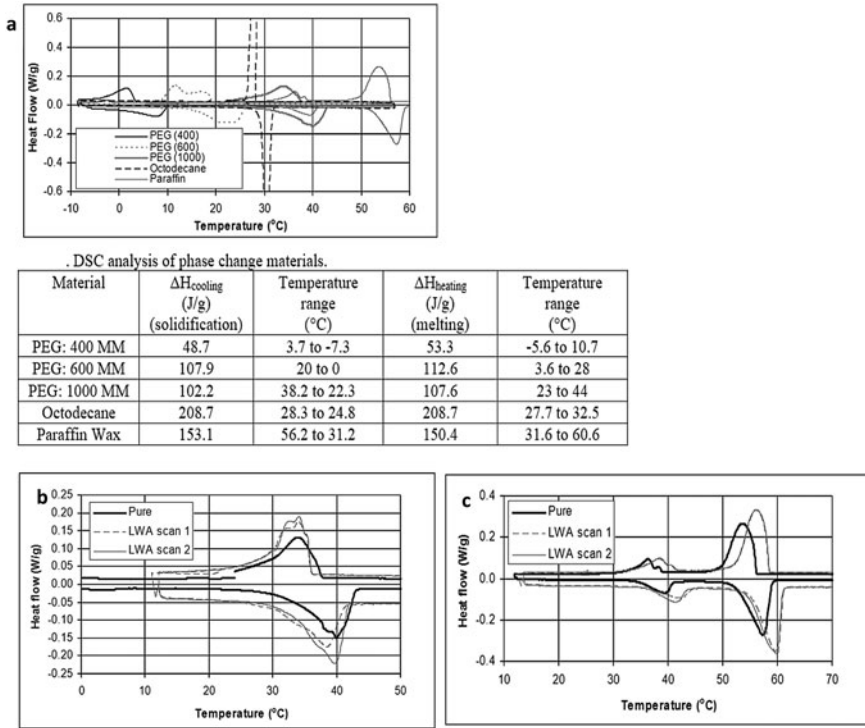 a
Heat Flow (W/g)
0.6
0.4
0.2
0.0
-0.2
-0.4
-0.6
PEG (400)
PEG (600)
PEG (1000)
Octodecane
Paraffin
-10 0 10 20 30 40 50 60
Temperature (°C)
. DSC analysis of phase change materials.
Material ΔHcooling (J/g) (solidification) Temperature range (°C) ΔHheating (J/g) (melting) Temperature range (°C)
PEG: 400 MM 48.7 3.7 to -7.3 53.3 -5.6 to 10.7
PEG: 600 MM 107.9 20 to 0 112.6 3.6 to 28
PEG: 1000 MM 102.2 38.2 to 22.3 107.6 23 to 44
Octodecane 208.7 28.3 to 24.8 208.7 27.7 to 32.5
Paraffin Wax 153.1 56.2 to 31.2 150.4 31.6 to 60.6
b
Heat flow (W/g)
0.25
0.20
0.15
0.10
0.05
0.00
-0.05
-0.10
-0.15
-0.20
-0.25
Pure
LWA scan 1
LWA scan 2
0 10 20 30 40 50
Temperature (°C)
c
Heat flow (W/g)
0.4
0.2
0.0
-0.2
-0.4
Pure
LWA scan 1
LWA scan 2
10 20 30 40 50 60 70
Temperature (°C)